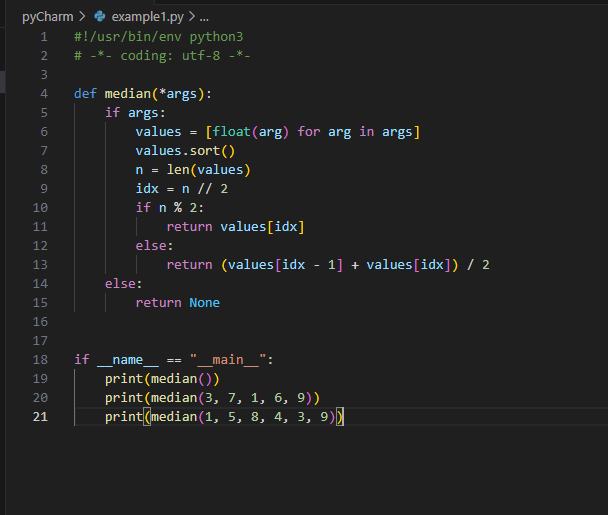 pyCharm > example1.py > ...
1 #!/usr/bin/env python3
2 # -*- coding: utf-8 -*-
3
4 def median(*args):
5     if args:
6         values = [float(arg) for arg in args]
7         values.sort()
8         n = len(values)
9         idx = n // 2
10         if n % 2:
11             return values[idx]
12         else:
13             return (values[idx - 1] + values[idx]) / 2
14     else:
15         return None
16
17
18 if __name__ == "__main__":
19     print(median())
20     print(median(3, 7, 1, 6, 9))
21     print(median(1, 5, 8, 4, 3, 9))